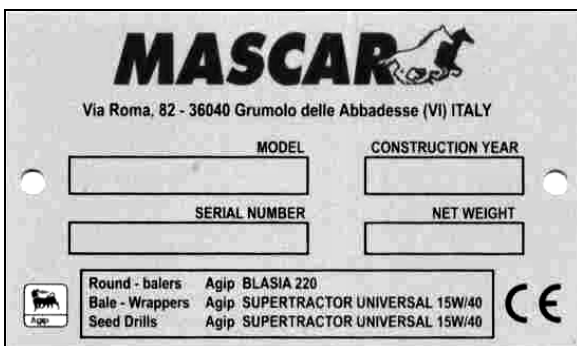 MASCAR
Via Roma, 82 - 36040 Grumolo delle Abbadesse (VI) ITALY
MODEL CONSTRUCTION YEAR
SERIAL NUMBER NET WEIGHT
Round - balers Agip BLASIA 220
Bale - Wrappers Agip SUPERTRACTOR UNIVERSAL 15W/40
Seed Drills Agip SUPERTRACTOR UNIVERSAL 15W/40
Agip
CE